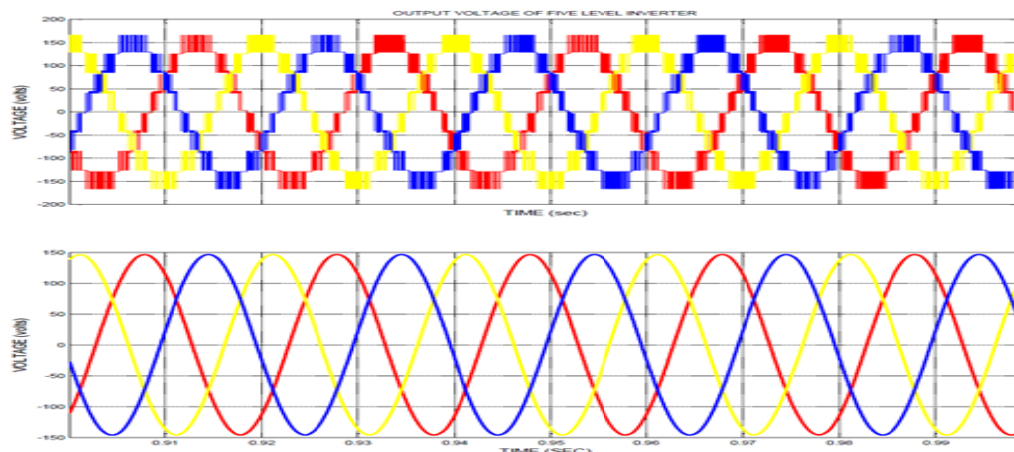 OUTPUT VOLTAGE OF FIVE LEVEL INVERTER
200
150
100
50
0
-50
-100
-150
-200
VOLTAGE (volts)
TIME (sec)
150
100
50
0
-50
-100
-150
VOLTAGE (volts)
0.91 0.92 0.93 0.94 0.95 0.96 0.97 0.98 0.99
TIME (SEC)